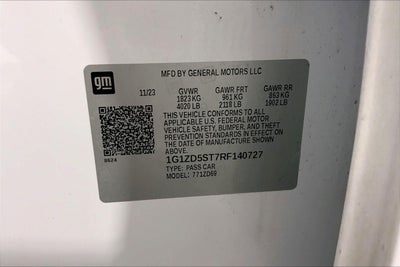 gm
MFD BY GENERAL MOTORS LLC
11/23 GVWR GAWR FRT GAWR RR
1823 KG 961 KG 863 KG
4020 LB 2118 LB 1902 LB
THIS VEHICLE CONFORMS TO ALL
APPLICABLE U.S. FEDERAL MOTOR
VEHICLE SAFETY, BUMPER, AND THEFT
PREVENTION STANDARDS IN EFFECT ON
THE DATE OF MANUFACTURE SHOWN
ABOVE.
1G1ZD5ST7RF140727
TYPE: PASS CAR
MODEL: 771ZD69